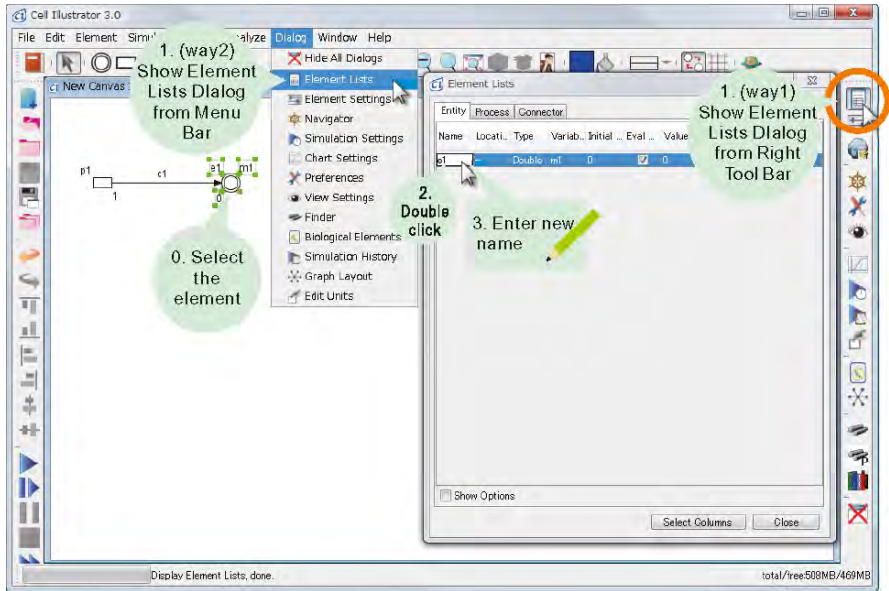 Cell Illustrator 3.0
File Edit Element Dialog Window Help
1. (way2)
Show Element
Lists DIalog
from Menu
Bar
Hide All Dialogs
Element Lists
Element Settings
Navigator
Simulation Settings
Chart Settings
Preferences
View Settings
Finder
Biological Elements
Simulation History
Graph Layout
Edit Units
New Canvas
p1
c1
e1
m1
1
0
0. Select
the
element
Element Lists
Entity Process Connector
Name Locati... Type Variab... Initial ... Eval ... Value
e1 -- Double m1 0 0
1. (way1)
Show Element
Lists DIalog
from Right
Tool Bar
2.
Double
click
3. Enter new
name
Show Options
Select Columns Close
Display Element Lists, done.
total/free:508MB/469MB